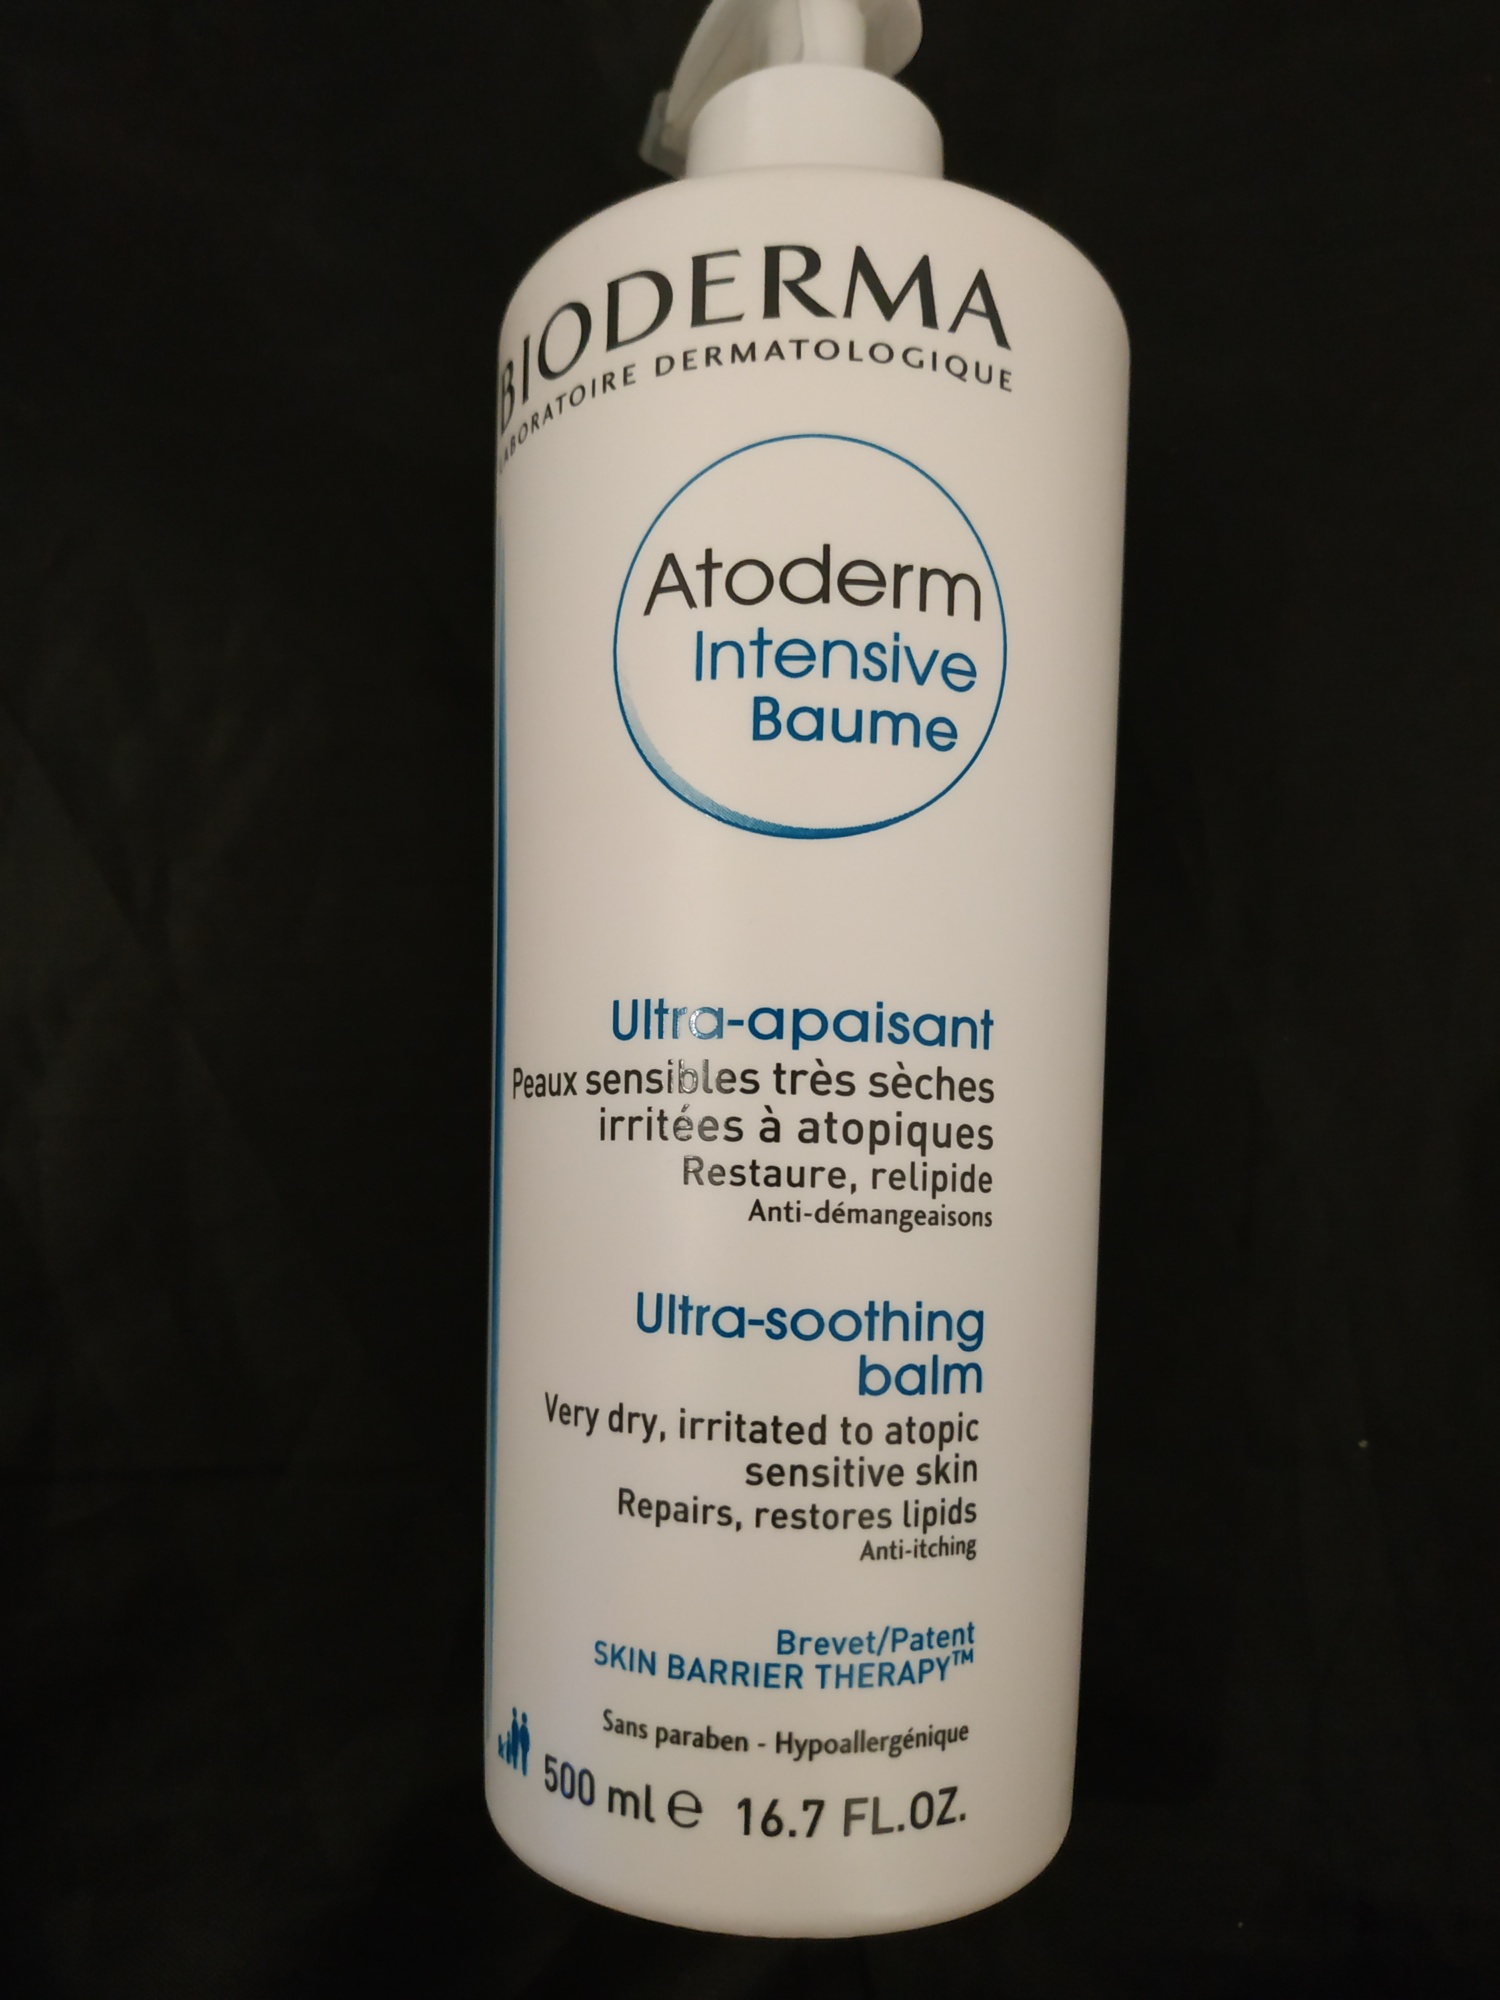 BIODERMA
LABORATOIRE DERMATOLOGIQUE
Atoderm
Intensive
Baume
Ultra-apaisant
Peaux sensibles très sèches
irritées à atopiques
Restaure, relipide
Anti-démangeaisons
Ultra-soothing
balm
Very dry, irritated to atopic
sensitive skin
Repairs, restores lipids
Anti-itching
Brevet/Patent
SKIN BARRIER THERAPY™
Sans paraben - Hypoallergénique
500 ml ℮ 16.7 FL.OZ.